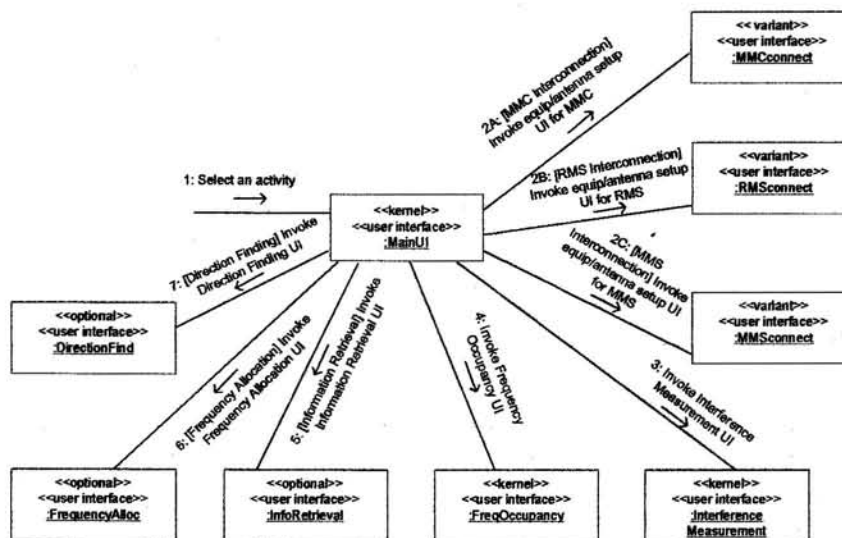 << variant>>
<<user interface>>
:MMCconnect
2A: [MMC Interconnection]
Invoke equip/antenna setup
UI for MMC
<<variant>>
<<user interface>>
:RMSconnect
2B: [RMS Interconnection]
Invoke equip/antenna setup
UI for RMS
1: Select an activity
<<kernel>>
<<user interface>>
:MainUI
2C: [MMS
Interconnection] Invoke
equip/antenna setup UI
for MMS
<<variant>>
<<user interface>>
:MMSconnect
7: [Direction Finding] Invoke
Direction Finding UI
<<optional>>
<<user interface>>
:DirectionFind
6: [Frequency Allocation] Invoke
Frequency Allocation UI
5: [Information Retrieval] Invoke
Information Retrieval UI
4: Invoke Frequency
Occupancy UI
3: Invoke Interference
Measurement UI
<<optional>>
<<user interface>>
:FrequencyAlloc
<<optional>>
<<user interface>>
:InfoRetrieval
<<kernel>>
<<user interface>>
:FreqOccupancy
<<kernel>>
<<user interface>>
:Interference
Measurement